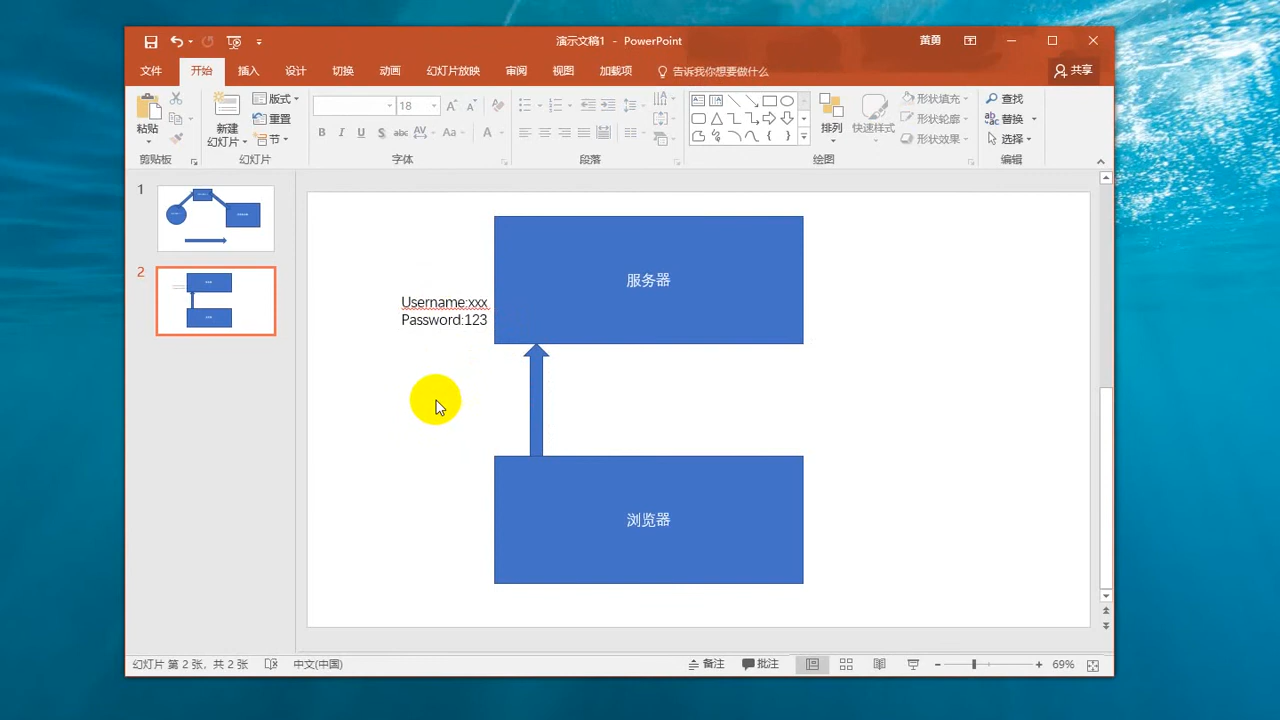 演示文稿1 - PowerPoint
黄勇
文件
开始
插入
设计
切换
动画
幻灯片放映
审阅
视图
加载项
告诉我你想要做什么
共享
粘贴
新建
幻灯片
版式
重置
节
18
B I U S abc AV Aa A
排列
快速样式
形状填充
形状轮廓
形状效果
查找
替换
选择
剪贴板
幻灯片
字体
段落
绘图
编辑
1
2
服务器
Username:xxx
Password:123
浏览器
幻灯片 第 2 张，共 2 张
中文(中国)
备注
批注
69%